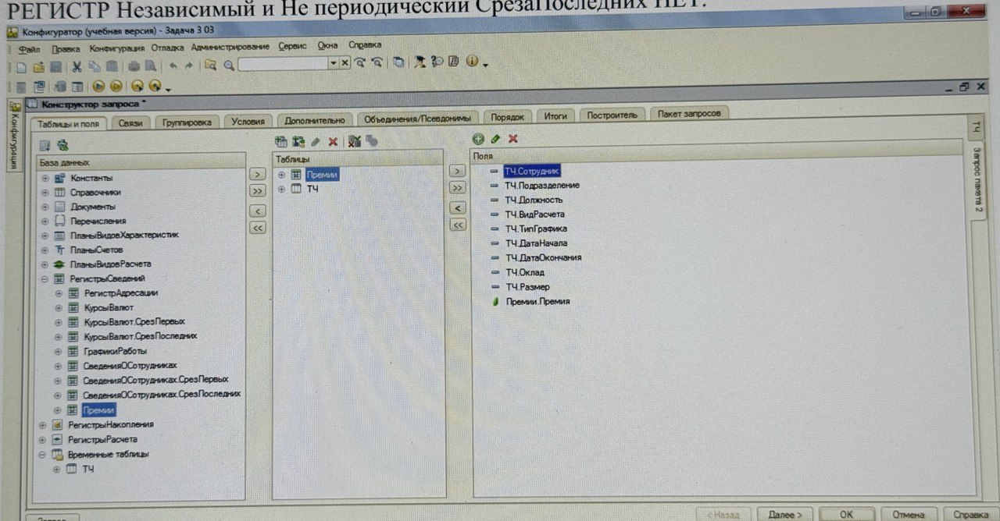 РЕГИСТР Независимый и Не периодический СрезаПоследних НЕТ.
Конфигуратор (учебная версия) - Задача 3 03
Файл Правка Конфигурация Отладка Администрирование Сервис Окна Справка
Конструктор запроса *
Конфигурация
Таблицы и поля Связи Группировка Условия Дополнительно Объединения/Псевдонимы Порядок Итоги Построитель Пакет запросов
База данных
Константы
Справочники
Документы
Перечисления
ПланыВидовХарактеристик
ПланыСчетов
ПланыВидовРасчета
РегистрыСведений
РегистрАдресации
КурсыВалют
КурсыВалют.СрезПервых
КурсыВалют.СрезПоследних
ГрафикиРаботы
СведенияОСотрудниках
СведенияОСотрудниках.СрезПервых
СведенияОСотрудниках.СрезПоследних
Премии
РегистрыНакопления
РегистрыРасчета
Временные таблицы
ТЧ
Таблицы
Премии
ТЧ
Поля
ТЧ.Сотрудник
ТЧ.Подразделение
ТЧ.Должность
ТЧ.ВидРасчета
ТЧ.ТипГрафика
ТЧ.ДатаНачала
ТЧ.ДатаОкончания
ТЧ.Оклад
ТЧ.Размер
Премии.Премия
ТЧ
Запрос пакета 2
> >> < <<
> >> < <<
<Назад Далее > ОК Отмена Справка